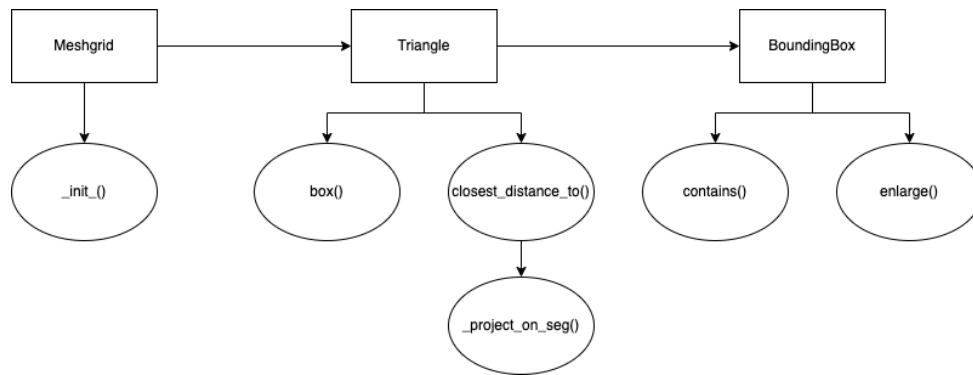 Meshgrid
Triangle
BoundingBox
_init_()
box()
closest_distance_to()
contains()
enlarge()
_project_on_seg()